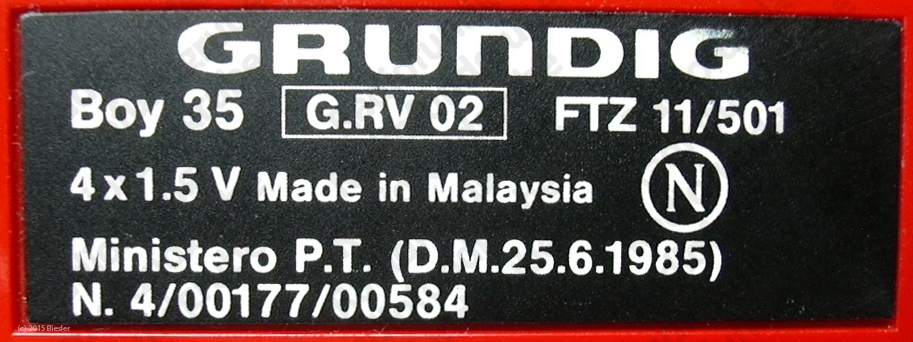 GRUNDIG
Boy 35 G.RV 02 FTZ 11/501
4 x 1.5 V Made in Malaysia N
Ministero P.T. (D.M.25.6.1985)
N. 4/00177/00584
(c) 2015 Biesler